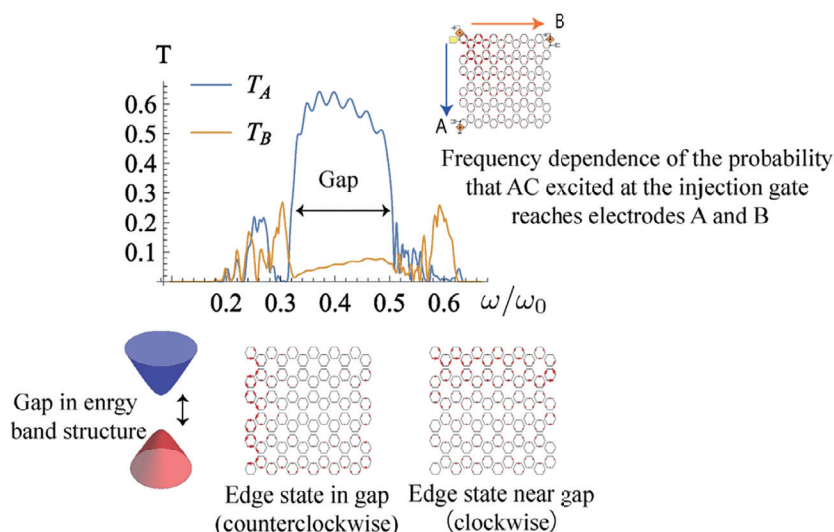 B
T
T_A
T_B
0.6
0.5
0.4
0.3
0.2
0.1
Gap
A
Frequency dependence of the probability
that AC excited at the injection gate
reaches electrodes A and B
0.2 0.3 0.4 0.5 0.6 ω/ω₀
Gap in enrgy
band structure
Edge state in gap
(counterclockwise)
Edge state near gap
(clockwise)